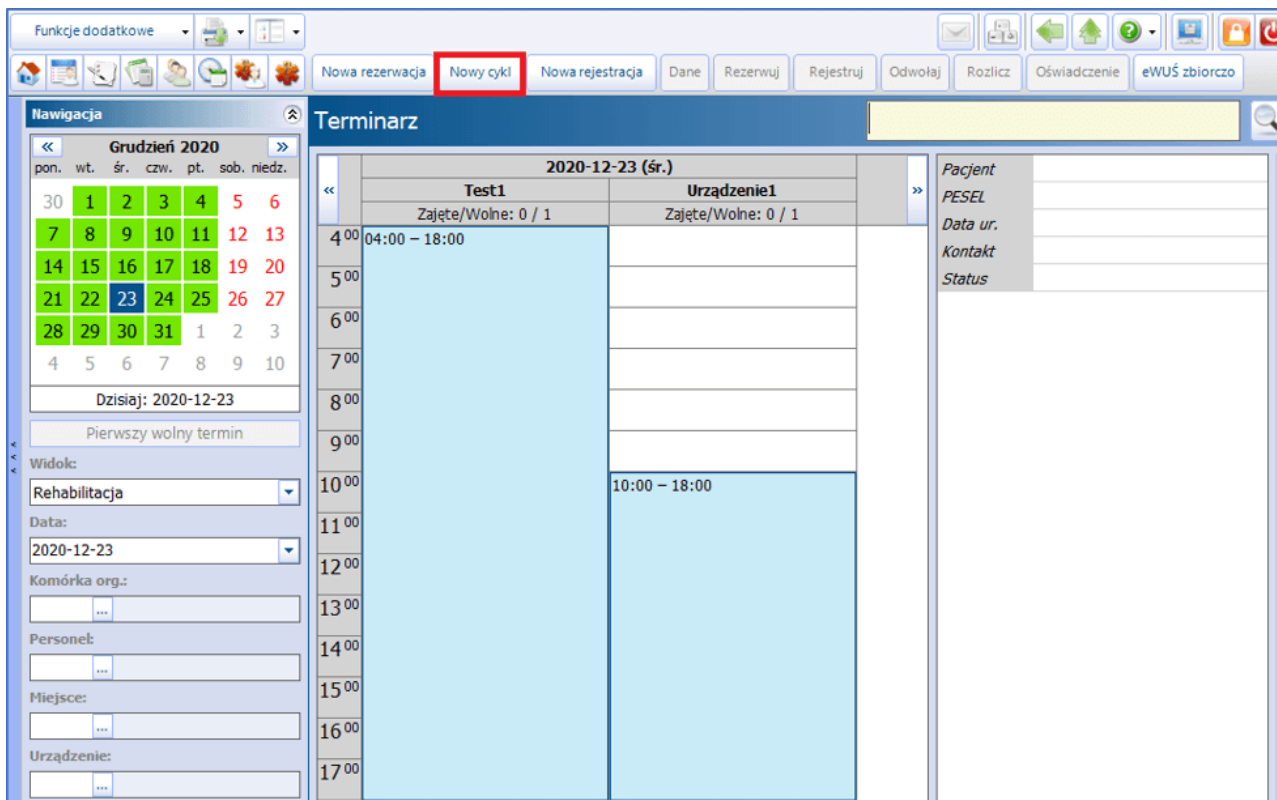 Funkcje dodatkowe
Nowa rezerwacja Nowy cykl Nowa rejestracja Dane Rezerwuj Rejestruj Odwołaj Rozlicz Oświadczenie eWUŚ zbiorczo
Nawigacja
Grudzień 2020
pon. wt. śr. czw. pt. sob. niedz.
30 1 2 3 4 5 6
7 8 9 10 11 12 13
14 15 16 17 18 19 20
21 22 23 24 25 26 27
28 29 30 31 1 2 3
4 5 6 7 8 9 10
Dzisiaj: 2020-12-23
Pierwszy wolny termin
Widok:
Rehabilitacja
Data:
2020-12-23
Komórka org.:
...
Personel:
...
Miejsce:
...
Urządzenie:
...
Terminarz
2020-12-23 (śr.)
Test1 Urządzenie1
Zajęte/Wolne: 0 / 1 Zajęte/Wolne: 0 / 1
4 00 04:00 – 18:00
5 00
6 00
7 00
8 00
9 00
10 00 10:00 – 18:00
11 00
12 00
13 00
14 00
15 00
16 00
17 00
Pacjent
PESEL
Data ur.
Kontakt
Status